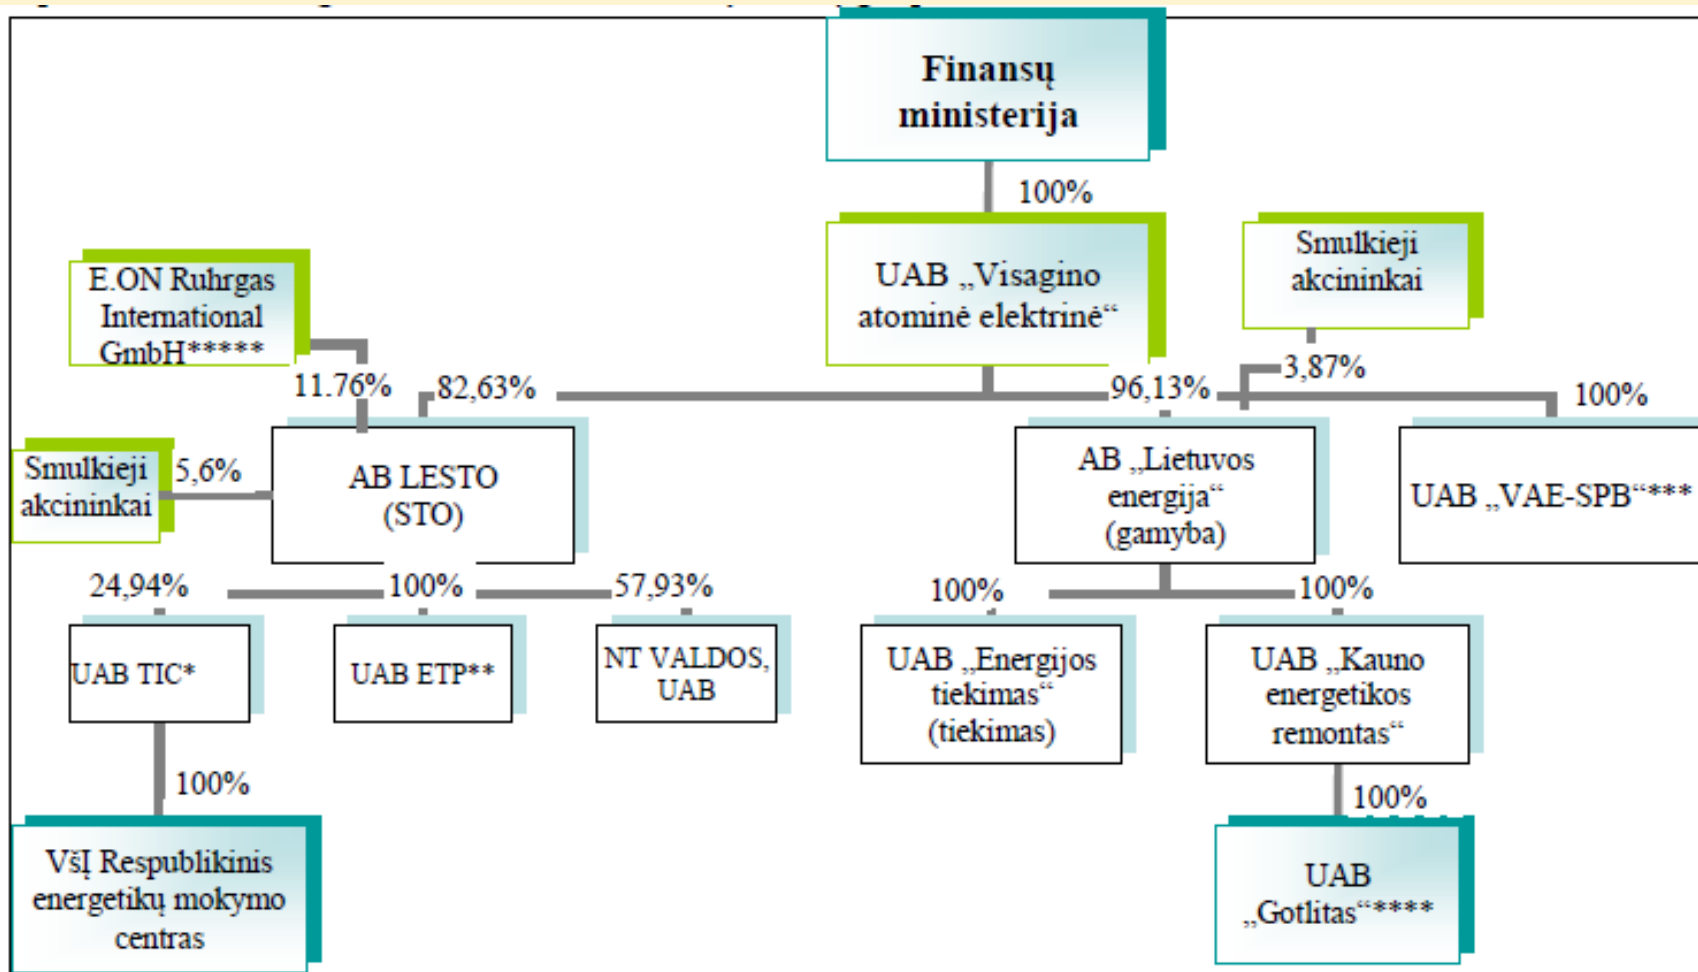 Finansų
ministerija
100%
E.ON Ruhrgas
International
GmbH*****
UAB „Visagino
atominė elektrinė“
Smulkieji
akcininkai
11.76%
82,63%
96,13%
3,87%
100%
Smulkieji
akcininkai
5,6%
AB LESTO
(STO)
AB „Lietuvos
energija“
(gamyba)
UAB „VAE-SPB“***
24,94%
100%
57,93%
100%
100%
UAB TIC*
UAB ETP**
NT VALDOS,
UAB
UAB „Energijos
tiekimas“
(tiekimas)
UAB „Kauno
energetikos
remontas“
100%
100%
VšĮ Respublikinis
energetikų mokymo
centras
UAB
„Gotlitas“****